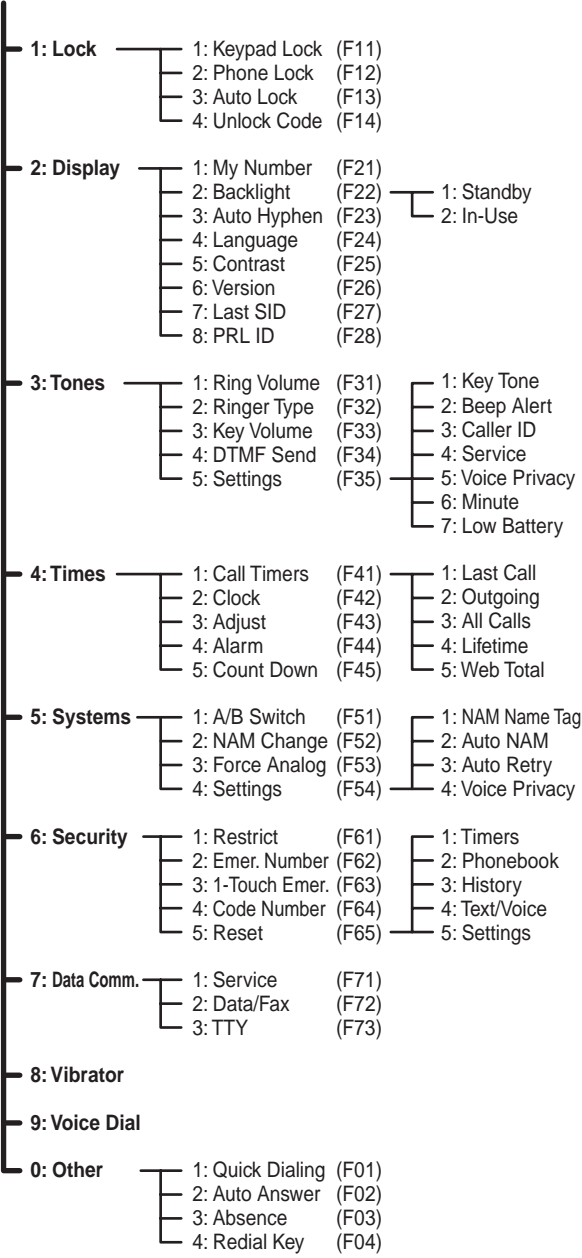 1: Lock 1: Keypad Lock (F11)
2: Phone Lock (F12)
3: Auto Lock (F13)
4: Unlock Code (F14)
2: Display 1: My Number (F21)
2: Backlight (F22) 1: Standby
3: Auto Hyphen (F23) 2: In-Use
4: Language (F24)
5: Contrast (F25)
6: Version (F26)
7: Last SID (F27)
8: PRL ID (F28)
3: Tones 1: Ring Volume (F31) 1: Key Tone
2: Ringer Type (F32) 2: Beep Alert
3: Key Volume (F33) 3: Caller ID
4: DTMF Send (F34) 4: Service
5: Settings (F35) 5: Voice Privacy
6: Minute
7: Low Battery
4: Times 1: Call Timers (F41) 1: Last Call
2: Clock (F42) 2: Outgoing
3: Adjust (F43) 3: All Calls
4: Alarm (F44) 4: Lifetime
5: Count Down (F45) 5: Web Total
5: Systems 1: A/B Switch (F51) 1: NAM Name Tag
2: NAM Change (F52) 2: Auto NAM
3: Force Analog (F53) 3: Auto Retry
4: Settings (F54) 4: Voice Privacy
6: Security 1: Restrict (F61) 1: Timers
2: Emer. Number (F62) 2: Phonebook
3: 1-Touch Emer. (F63) 3: History
4: Code Number (F64) 4: Text/Voice
5: Reset (F65) 5: Settings
7: Data Comm. 1: Service (F71)
2: Data/Fax (F72)
3: TTY (F73)
8: Vibrator
9: Voice Dial
0: Other 1: Quick Dialing (F01)
2: Auto Answer (F02)
3: Absence (F03)
4: Redial Key (F04)